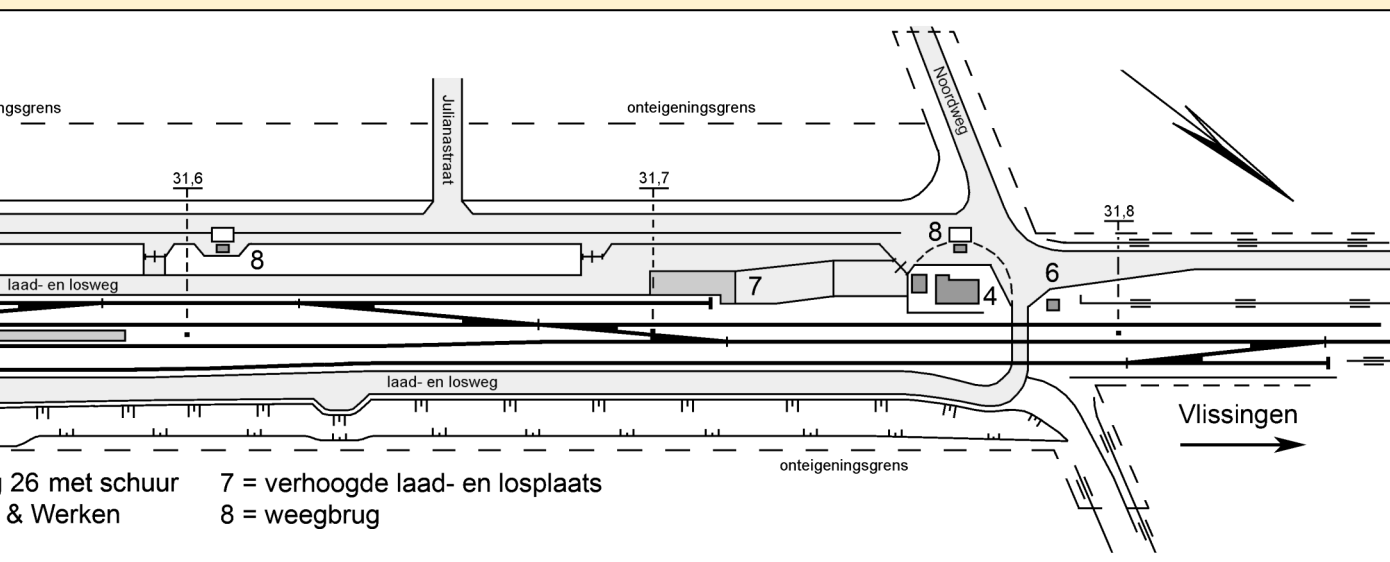 ngsgrens
onteigeningsgrens
Julianastraat
Noordweg
31,6
31,7
31,8
8
8
6
laad- en losweg
7
4
laad- en losweg
Vlissingen
onteigeningsgrens
26 met schuur
7 = verhoogde laad- en losplaats
& Werken
8 = weegbrug